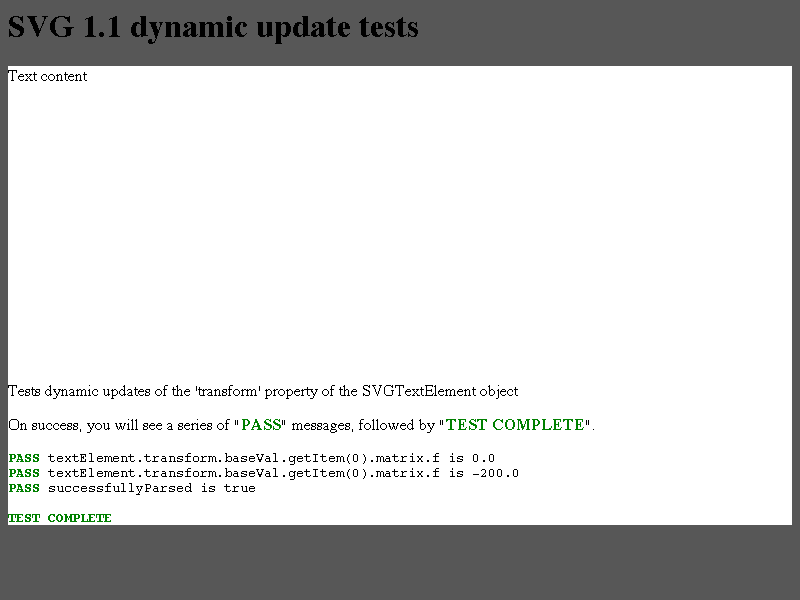 SVG 1.1 dynamic update tests
Text content
Tests dynamic updates of the 'transform' property of the SVGTextElement object
On success, you will see a series of "PASS" messages, followed by "TEST COMPLETE".
PASS textElement.transform.baseVal.getItem(0).matrix.f is 0.0
PASS textElement.transform.baseVal.getItem(0).matrix.f is -200.0
PASS successfullyParsed is true
TEST COMPLETE